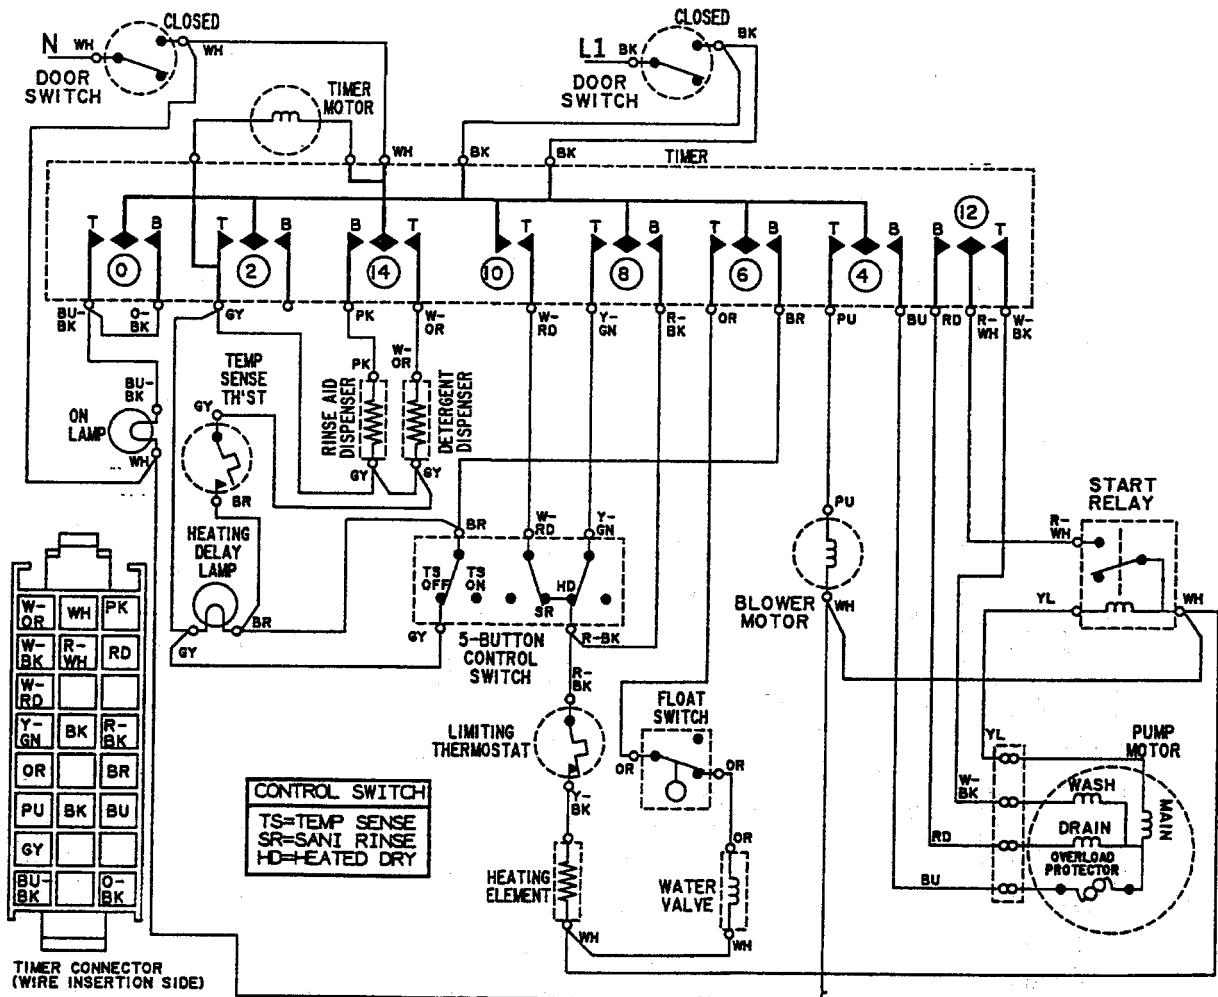 CLOSED
CLOSED
N
WH
WH
DOOR
SWITCH
L1
BK
BK
DOOR
SWITCH
TIMER
MOTOR
WH
BK
BK
TIMER
T
B
T
B
B
T
T
T
B
T
B
T
B
B
T
12
0
2
14
10
8
6
4
BU-
BK
O-
BK
GY
PK
W-
OR
W-
RD
Y-
GN
R-
BK
OR
BR
PU
BU
RD
R-
WH
W-
BK
TEMP
SENSE
TH'ST
PK
W-
OR
RINSE AID
DISPENSER
DETERGENT
DISPENSER
BU-
BK
ON
LAMP
WH
GY
GY
GY
BR
HEATING
DELAY
LAMP
BR
GY
BR
W-
RD
Y-
GN
TS
OFF
TS
ON
HD
SR
GY
R-BK
5-BUTTON
CONTROL
SWITCH
PU
BLOWER
MOTOR
WH
START
RELAY
R-
WH
YL
WH
R-
BK
LIMITING
THERMOSTAT
Y-
BK
FLOAT
SWITCH
OR
OR
OR
HEATING
ELEMENT
WH
WATER
VALVE
WH
YL
PUMP
MOTOR
W-
BK
WASH
MAIN
RD
DRAIN
OVERLOAD
PROTECTOR
BU
CONTROL SWITCH
TS=TEMP SENSE
SR=SANI RINSE
HD=HEATED DRY
W-OR WH PK
W-BK R-WH RD
W-RD
Y-GN BK R-BK
OR BR
PU BK BU
GY
BU-BK O-BK
TIMER CONNECTOR
(WIRE INSERTION SIDE)